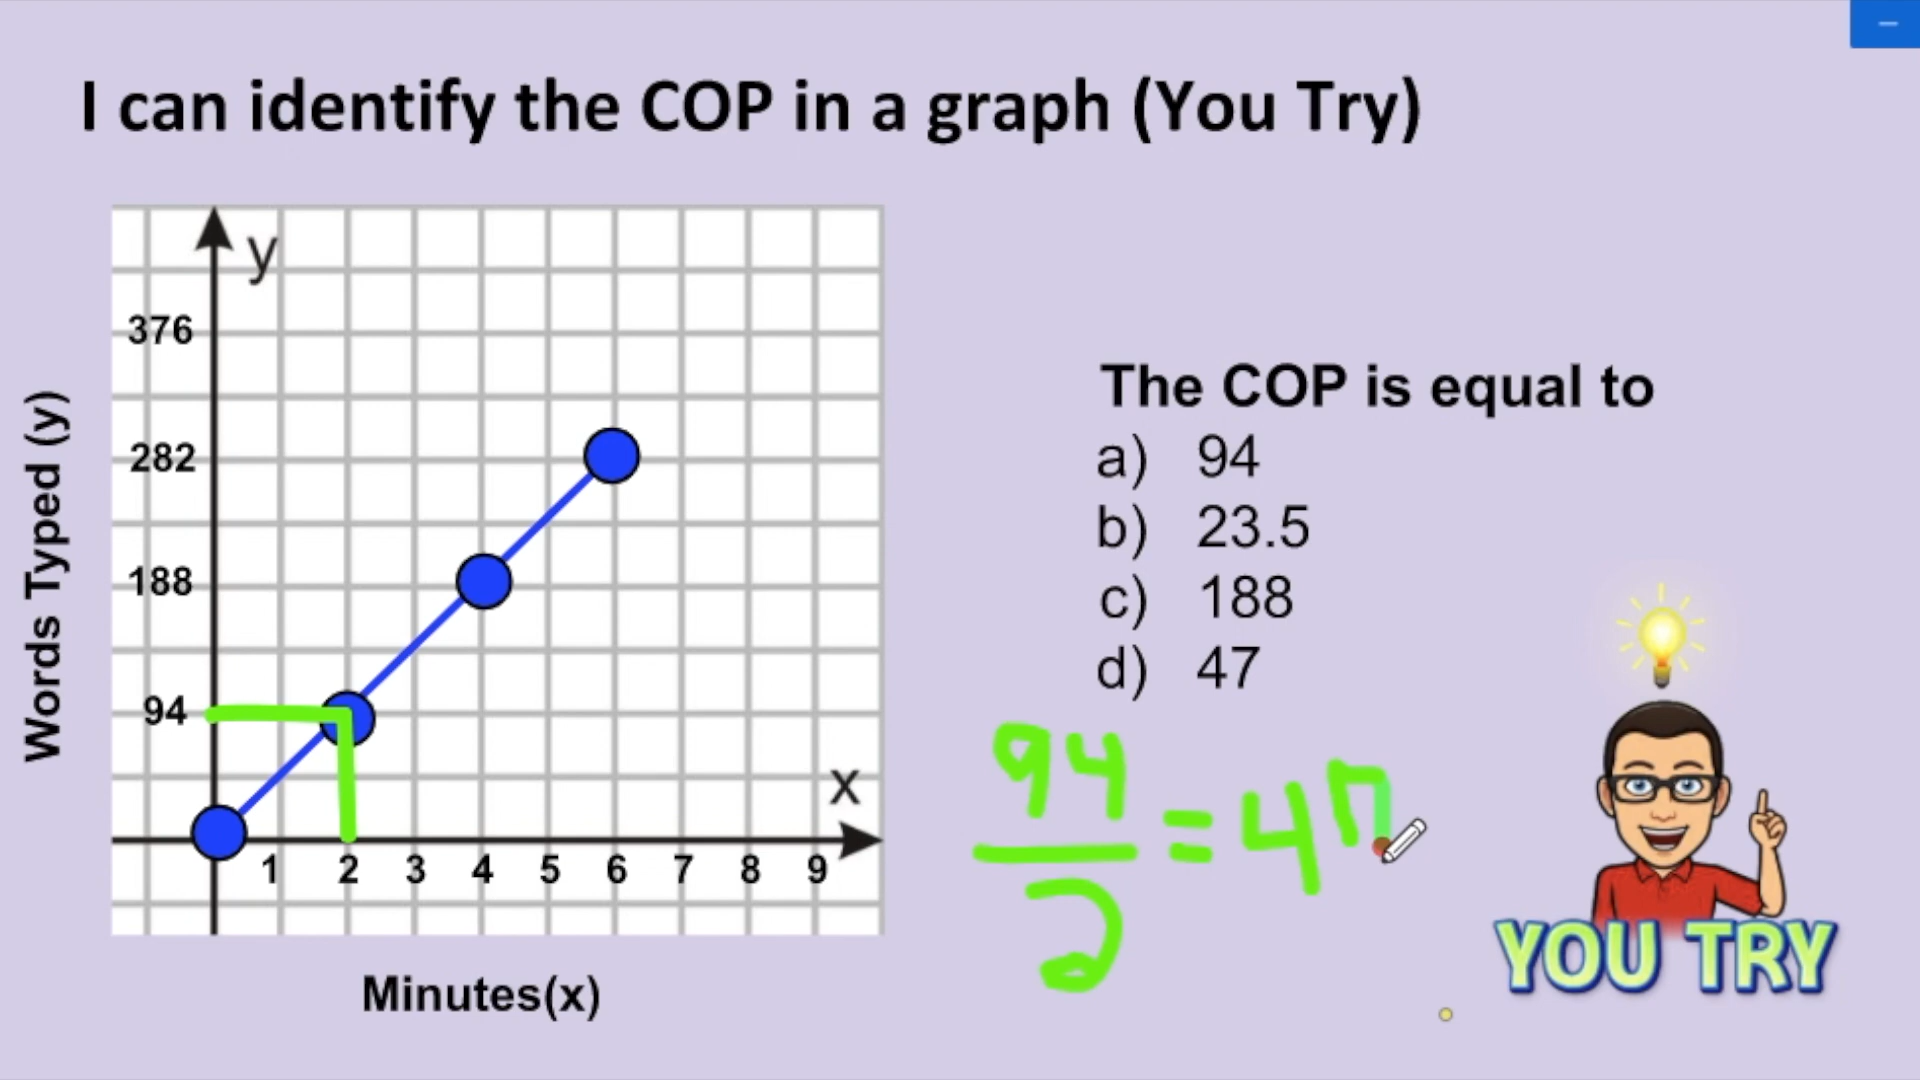 I can identify the COP in a graph (You Try)
y
376
282
188
94
Words Typed (y)
x
1 2 3 4 5 6 7 8 9
Minutes(x)
The COP is equal to
a) 94
b) 23.5
c) 188
d) 47
94
= 47
2
YOU TRY